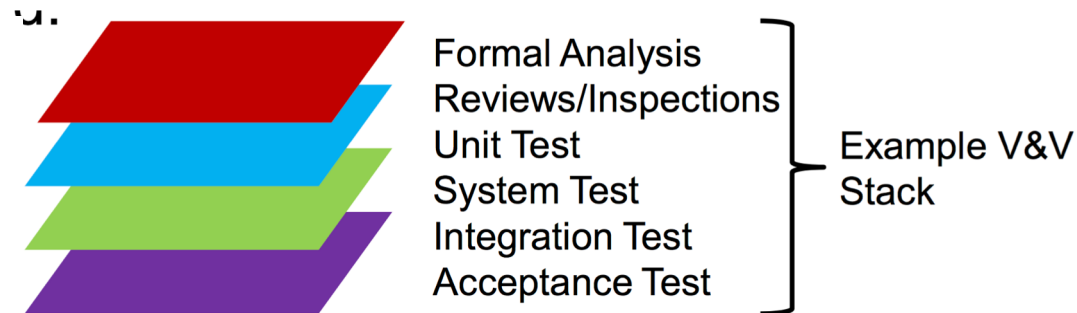 Formal Analysis
Reviews/Inspections
Unit Test
System Test
Integration Test
Acceptance Test
Example V&V
Stack